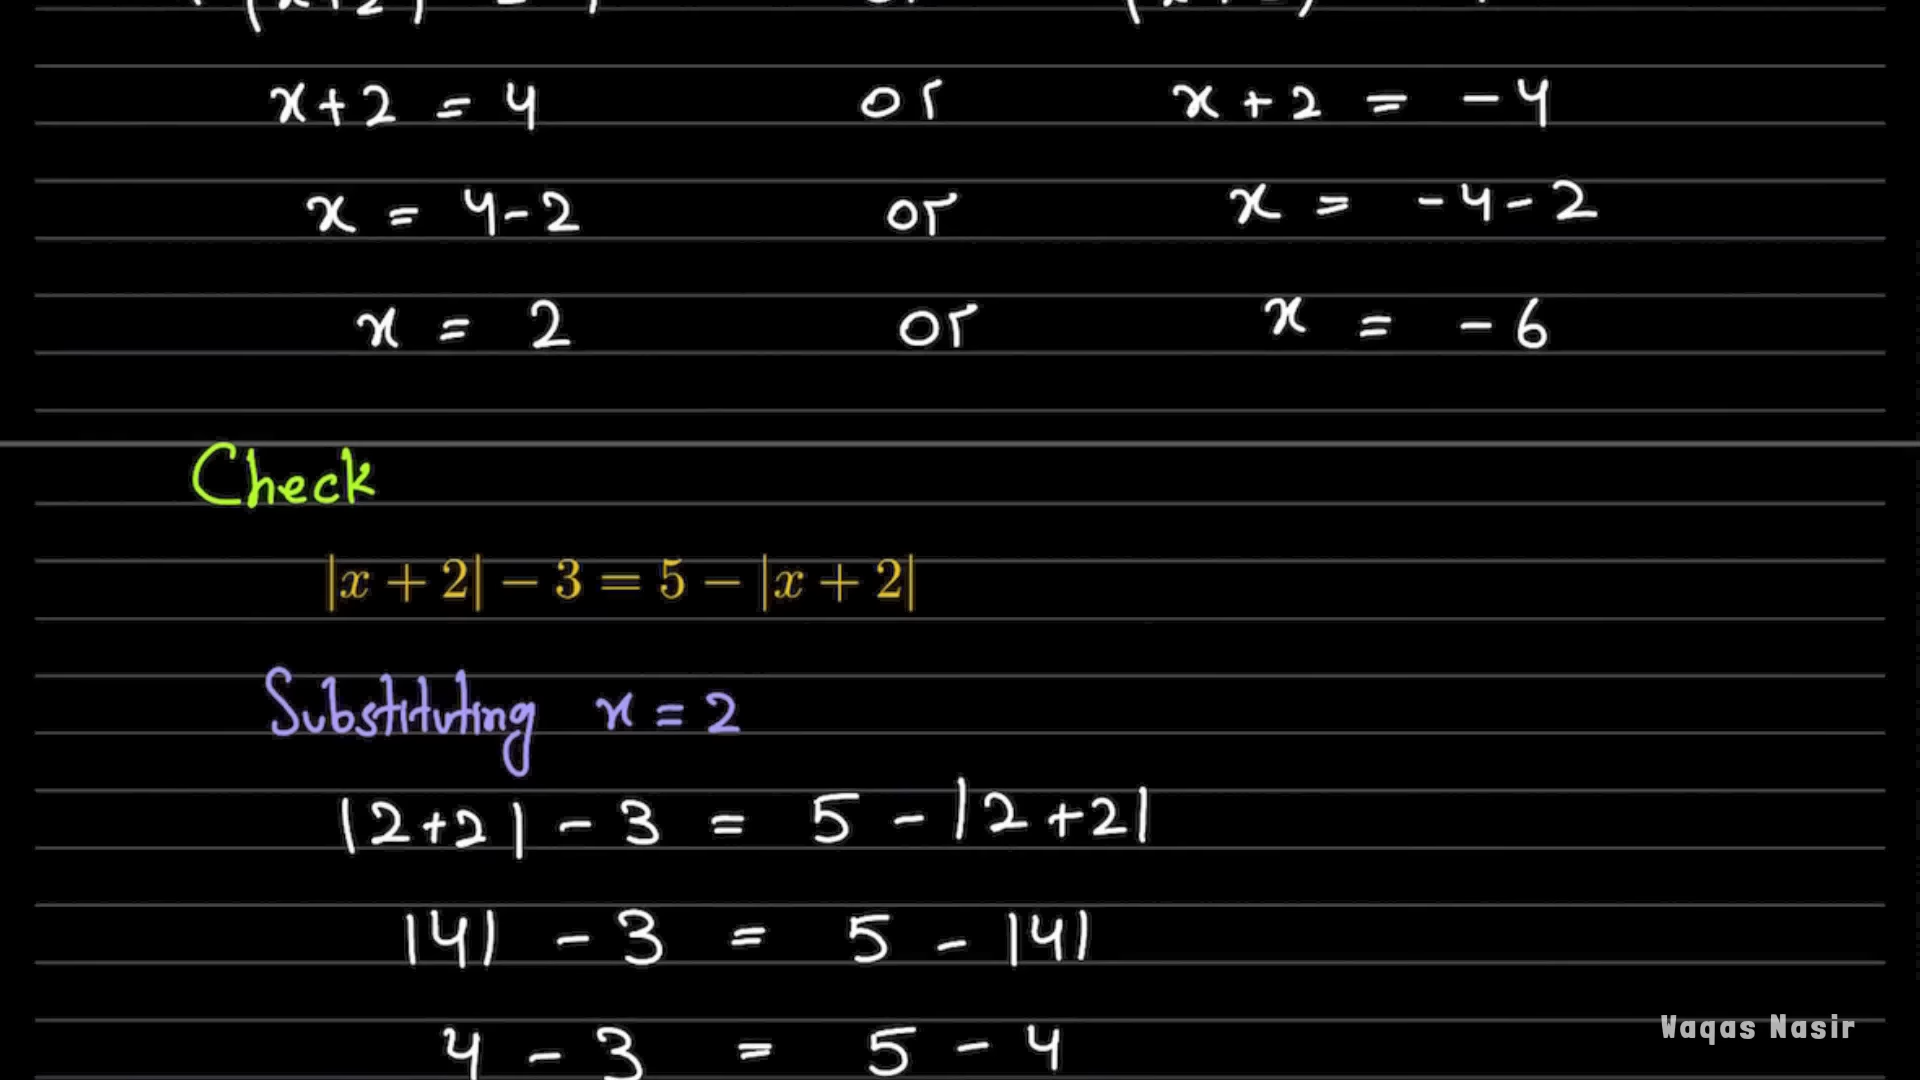 x+2 = 4 or x+2 = -4
x = 4-2 or x = -4-2
x = 2 or x = -6
Check
|x + 2| − 3 = 5 − |x + 2|
Substituting x = 2
|2+2| - 3 = 5 - |2+2|
|4| - 3 = 5 - |4|
4 - 3 = 5 - 4
Waqas Nasir